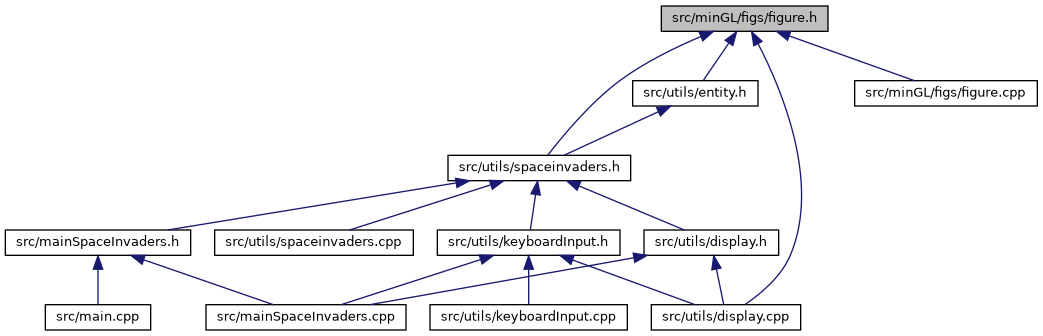 src/minGL/figs/figure.h
src/utils/entity.h
src/minGL/figs/figure.cpp
src/utils/spaceinvaders.h
src/mainSpaceInvaders.h
src/utils/spaceinvaders.cpp
src/utils/keyboardInput.h
src/utils/display.h
src/main.cpp
src/mainSpaceInvaders.cpp
src/utils/keyboardInput.cpp
src/utils/display.cpp